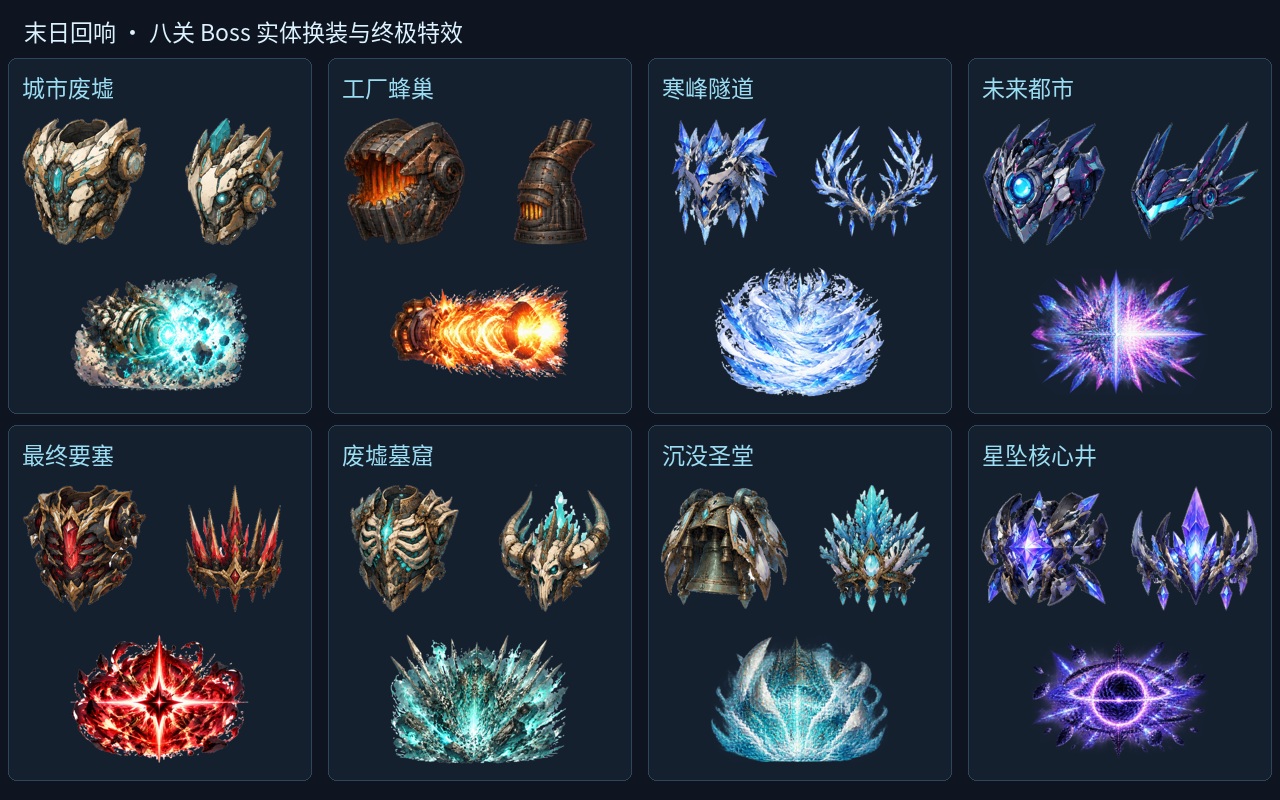 末日回响 · 八关 Boss 实体换装与终极特效
城市废墟
工厂蜂巢
寒峰隧道
未来都市
最终要塞
废墟墓窟
沉没圣堂
星坠核心井